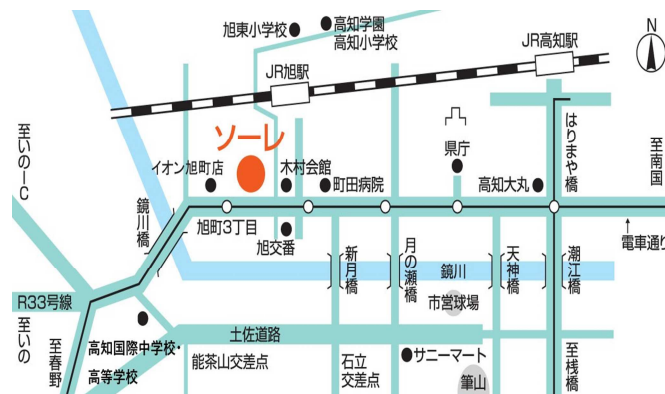 旭東小学校
高知学園
高知小学校
JR高知駅
N
JR旭駅
ソーレ
至いのIC
イオン旭町店
木村会館
町田病院
県庁
高知大丸
はりまや橋
至南国
鏡川橋
旭町3丁目
旭交番
電車通り
新月橋
月の瀬橋
鏡川
天神橋
潮江橋
市営球場
R33号線
至いの
至春野
高知国際中学校・
高等学校
土佐道路
能茶山交差点
石立
交差点
サニーマート
筆山
至桟橋